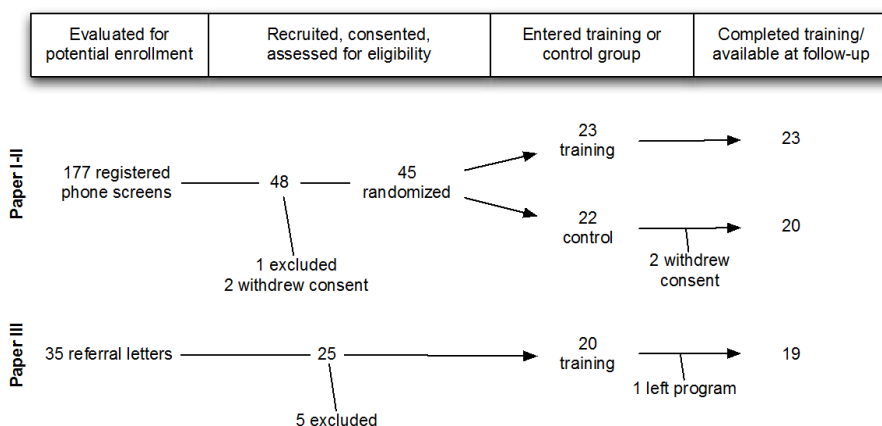 Evaluated for
potential enrollment
Recruited, consented,
assessed for eligibility
Entered training or
control group
Completed training/
available at follow-up
Paper I-II
177 registered
phone screens
48
45
randomized
23
training
23
22
control
20
1 excluded
2 withdrew consent
2 withdrew
consent
Paper III
35 referral letters
25
20
training
19
1 left program
5 excluded